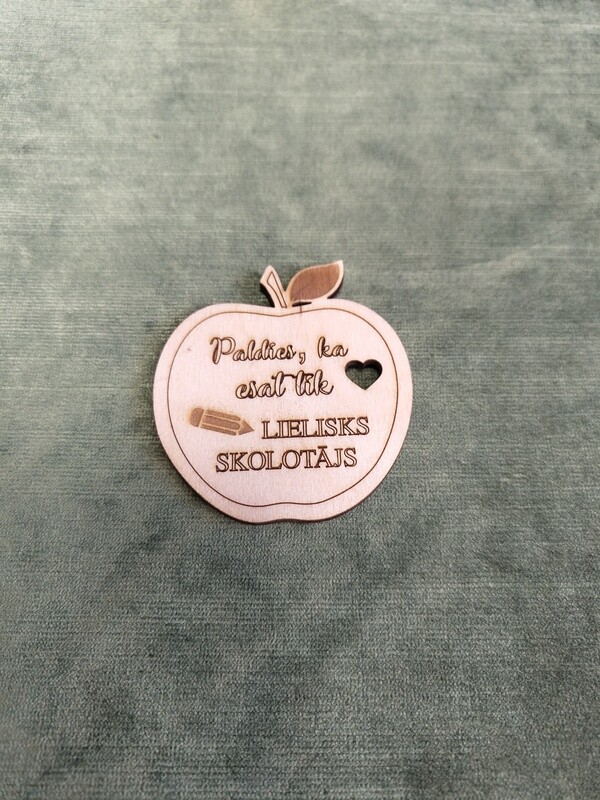 Paldies, ka
esat tik
LIELISKS
SKOLOTĀJS